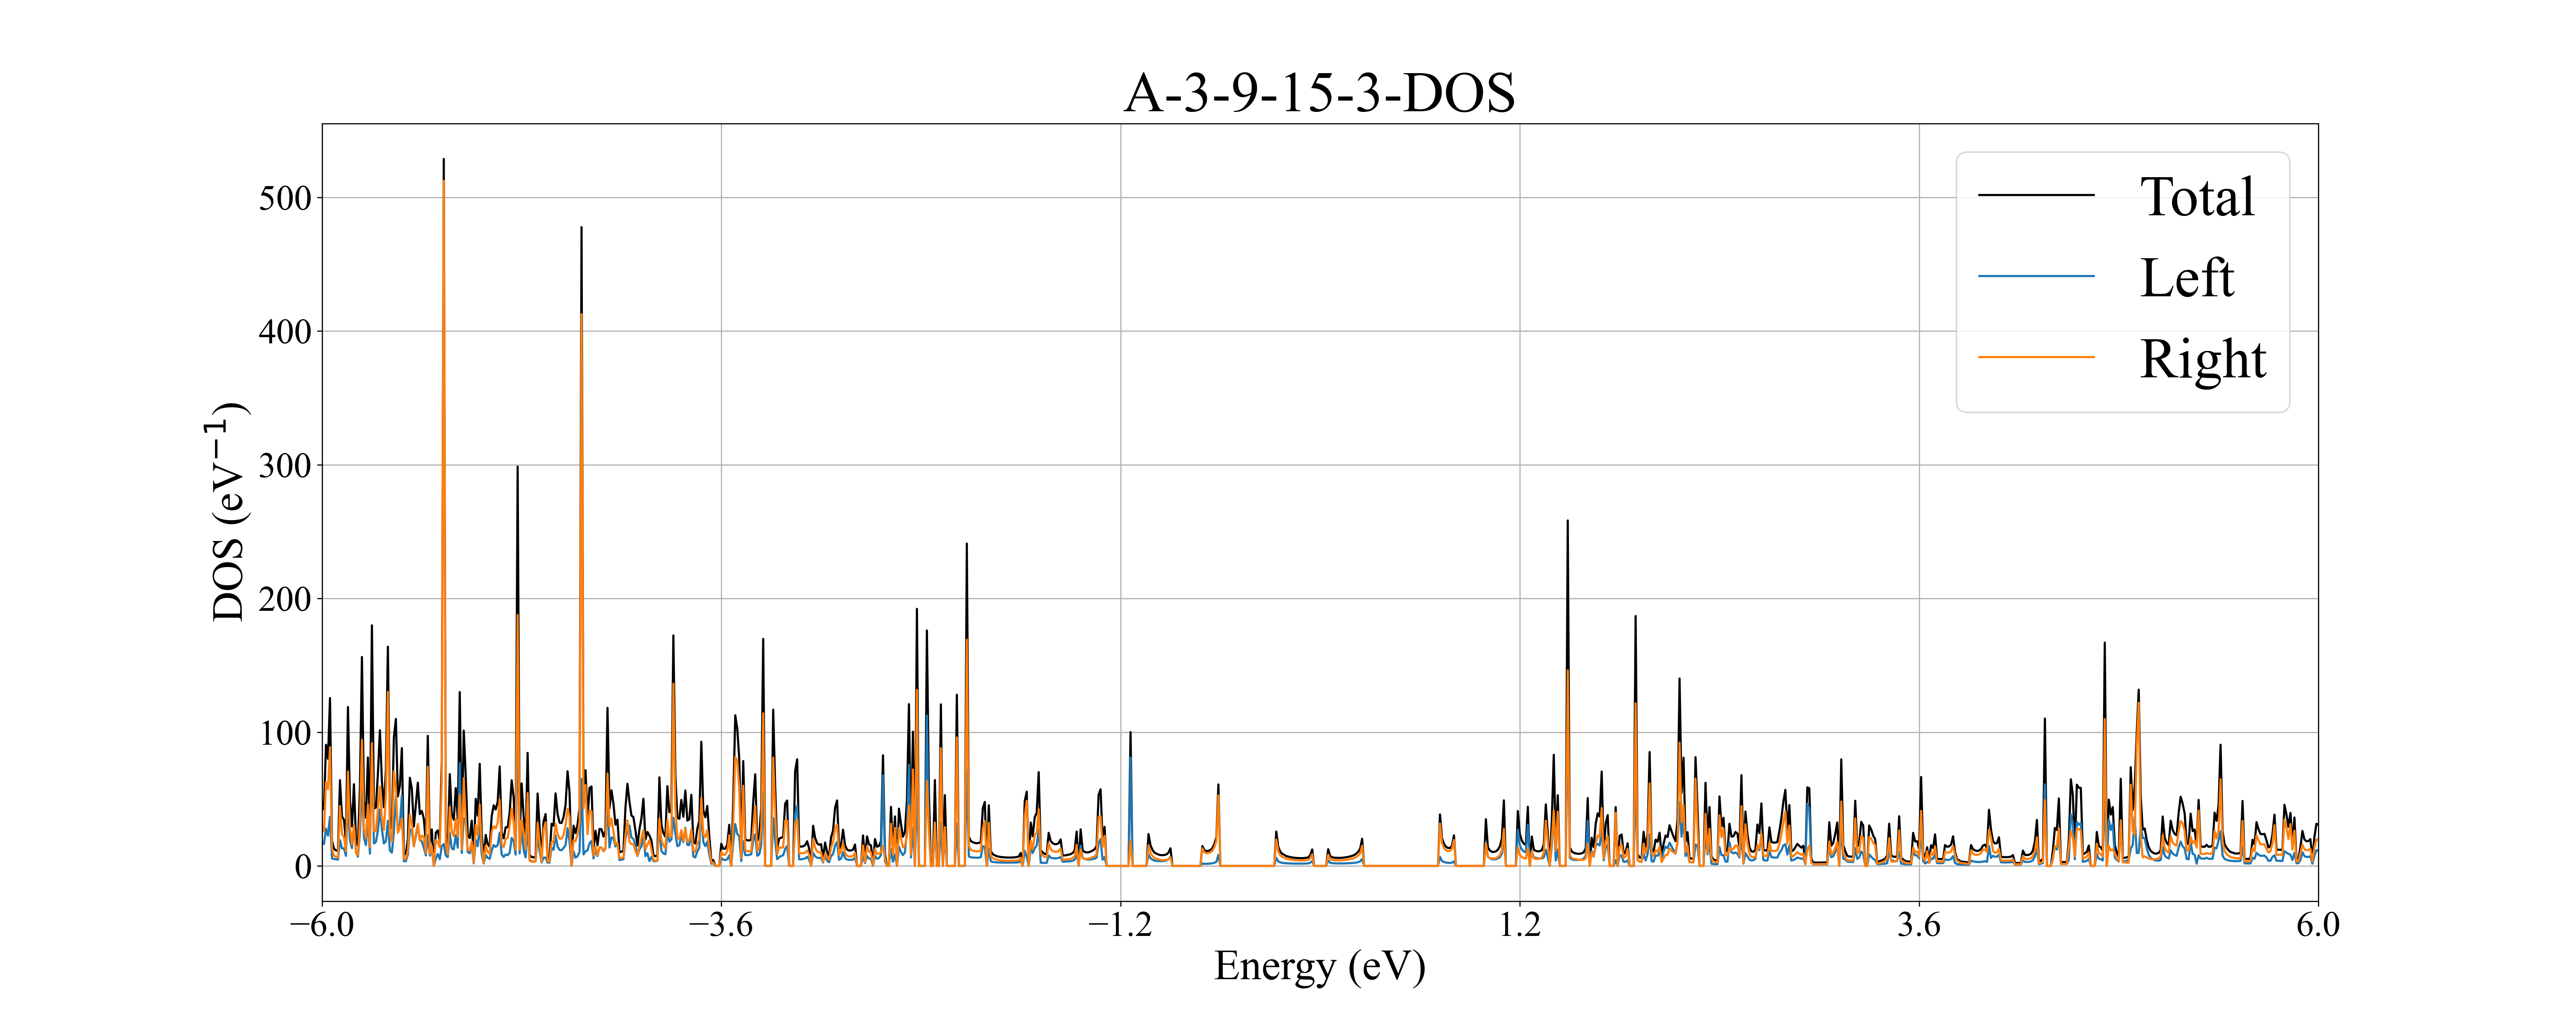 A-3-9-15-3-DOS
Total
Left
Right
DOS (eV⁻¹)
500
400
300
200
100
0
−6.0 −3.6 −1.2 1.2 3.6 6.0
Energy (eV)